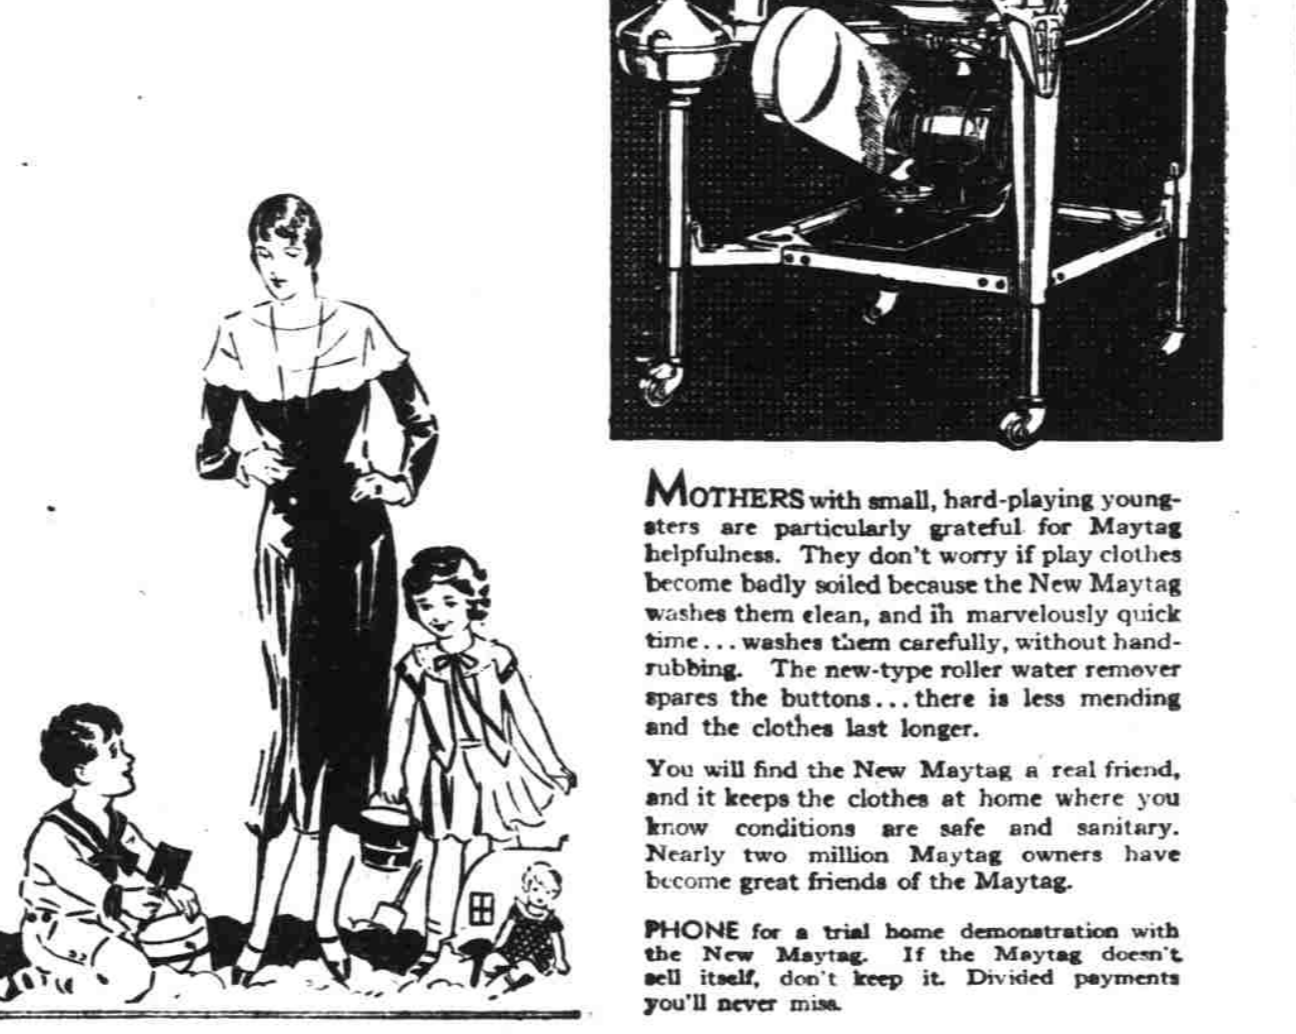 MOTHERS with small, hard-playing young-
sters are particularly grateful for Maytag
helpfulness. They don't worry if play clothes
become badly soiled because the New Maytag
washes them clean, and in marvelously quick
time...washes them carefully, without hand-
rubbing. The new-type roller water remover
spares the buttons...there is less mending
and the clothes last longer.
You will find the New Maytag a real friend,
and it keeps the clothes at home where you
know conditions are safe and sanitary.
Nearly two million Maytag owners have
become great friends of the Maytag.
PHONE for a trial home demonstration with
the New Maytag. If the Maytag doesn't
sell itself, don't keep it. Divided payments
you'll never miss.